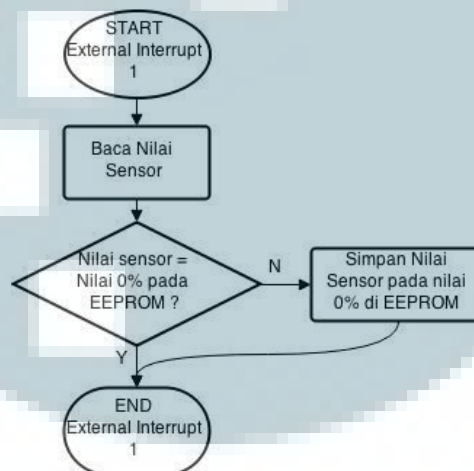 START
External Interrupt
1
Baca Nilai
Sensor
Nilai sensor =
Nilai 0% pada
EEPROM ?
N
Simpan Nilai
Sensor pada nilai
0% di EEPROM
Y
END
External Interrupt
1